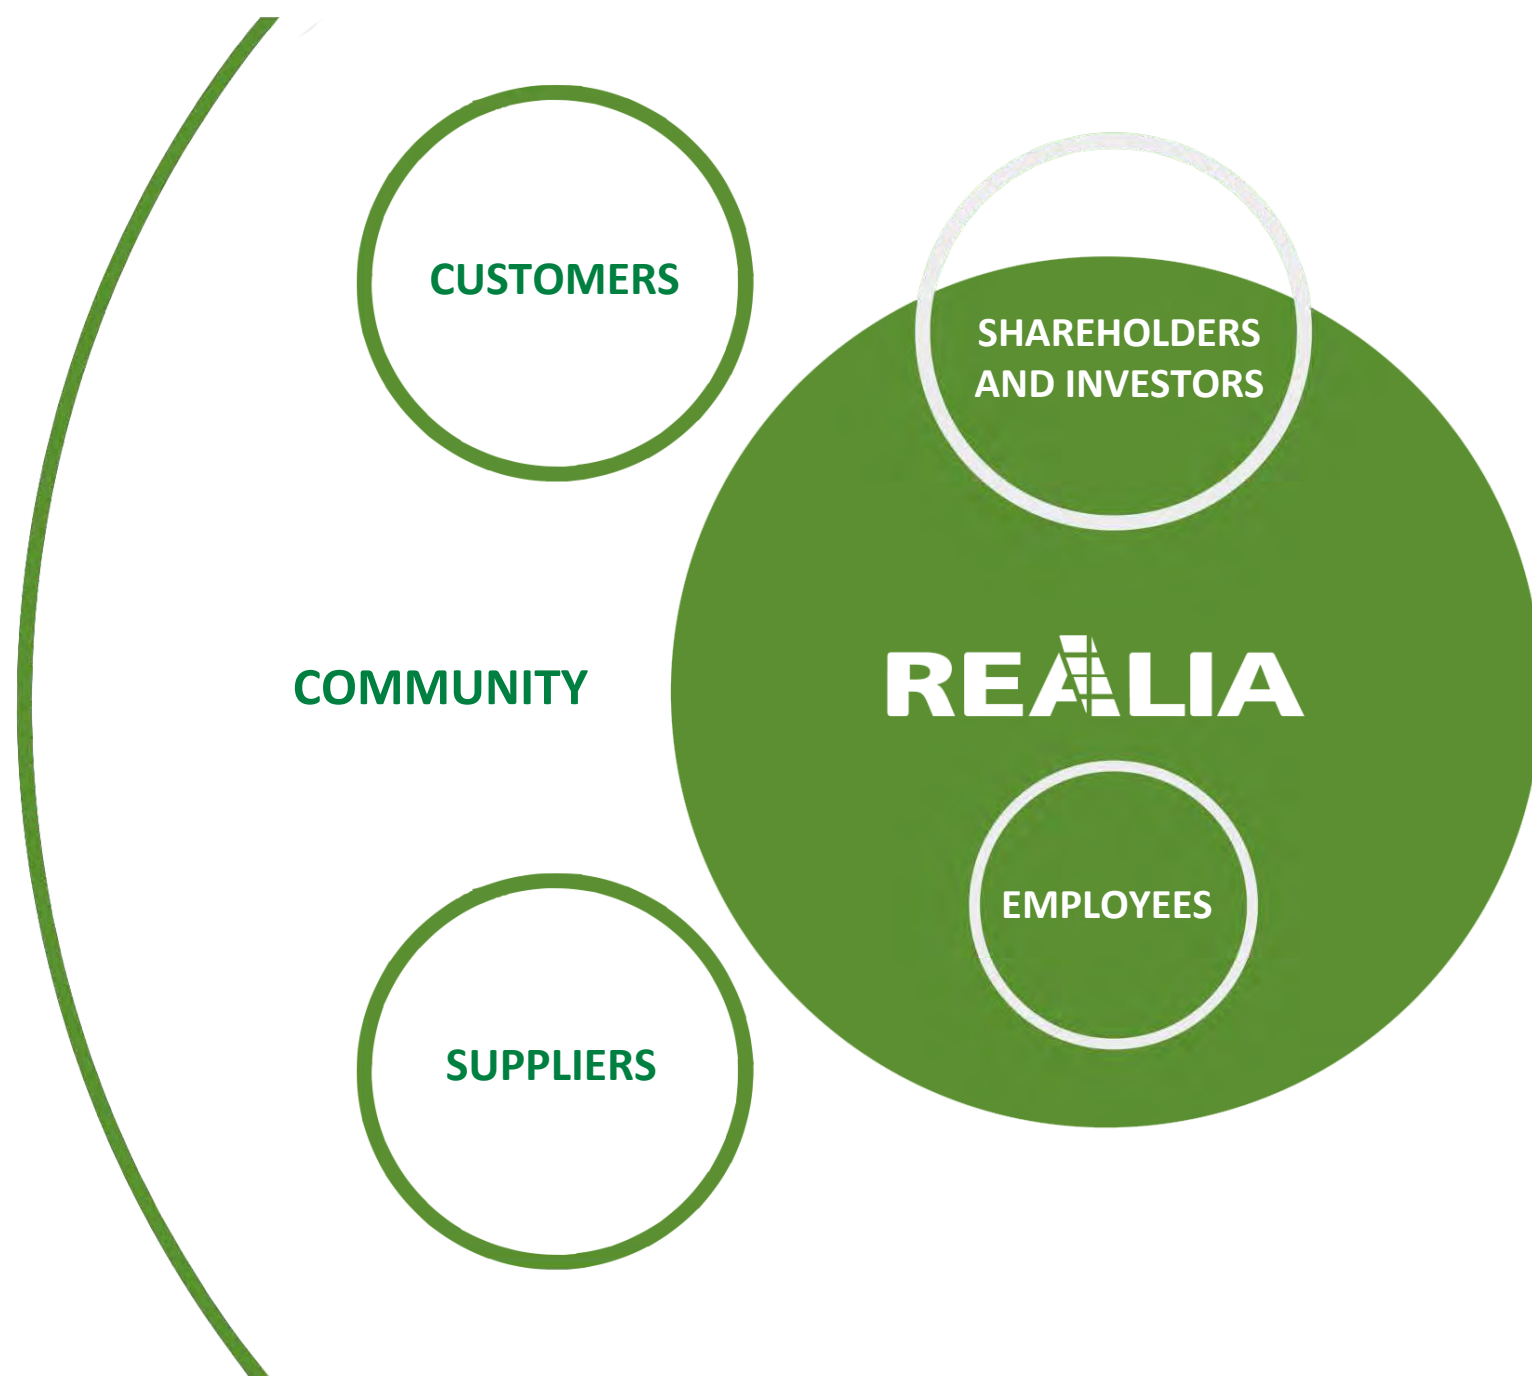 CUSTOMERS
SHAREHOLDERS
AND INVESTORS
COMMUNITY
REALIA
EMPLOYEES
SUPPLIERS